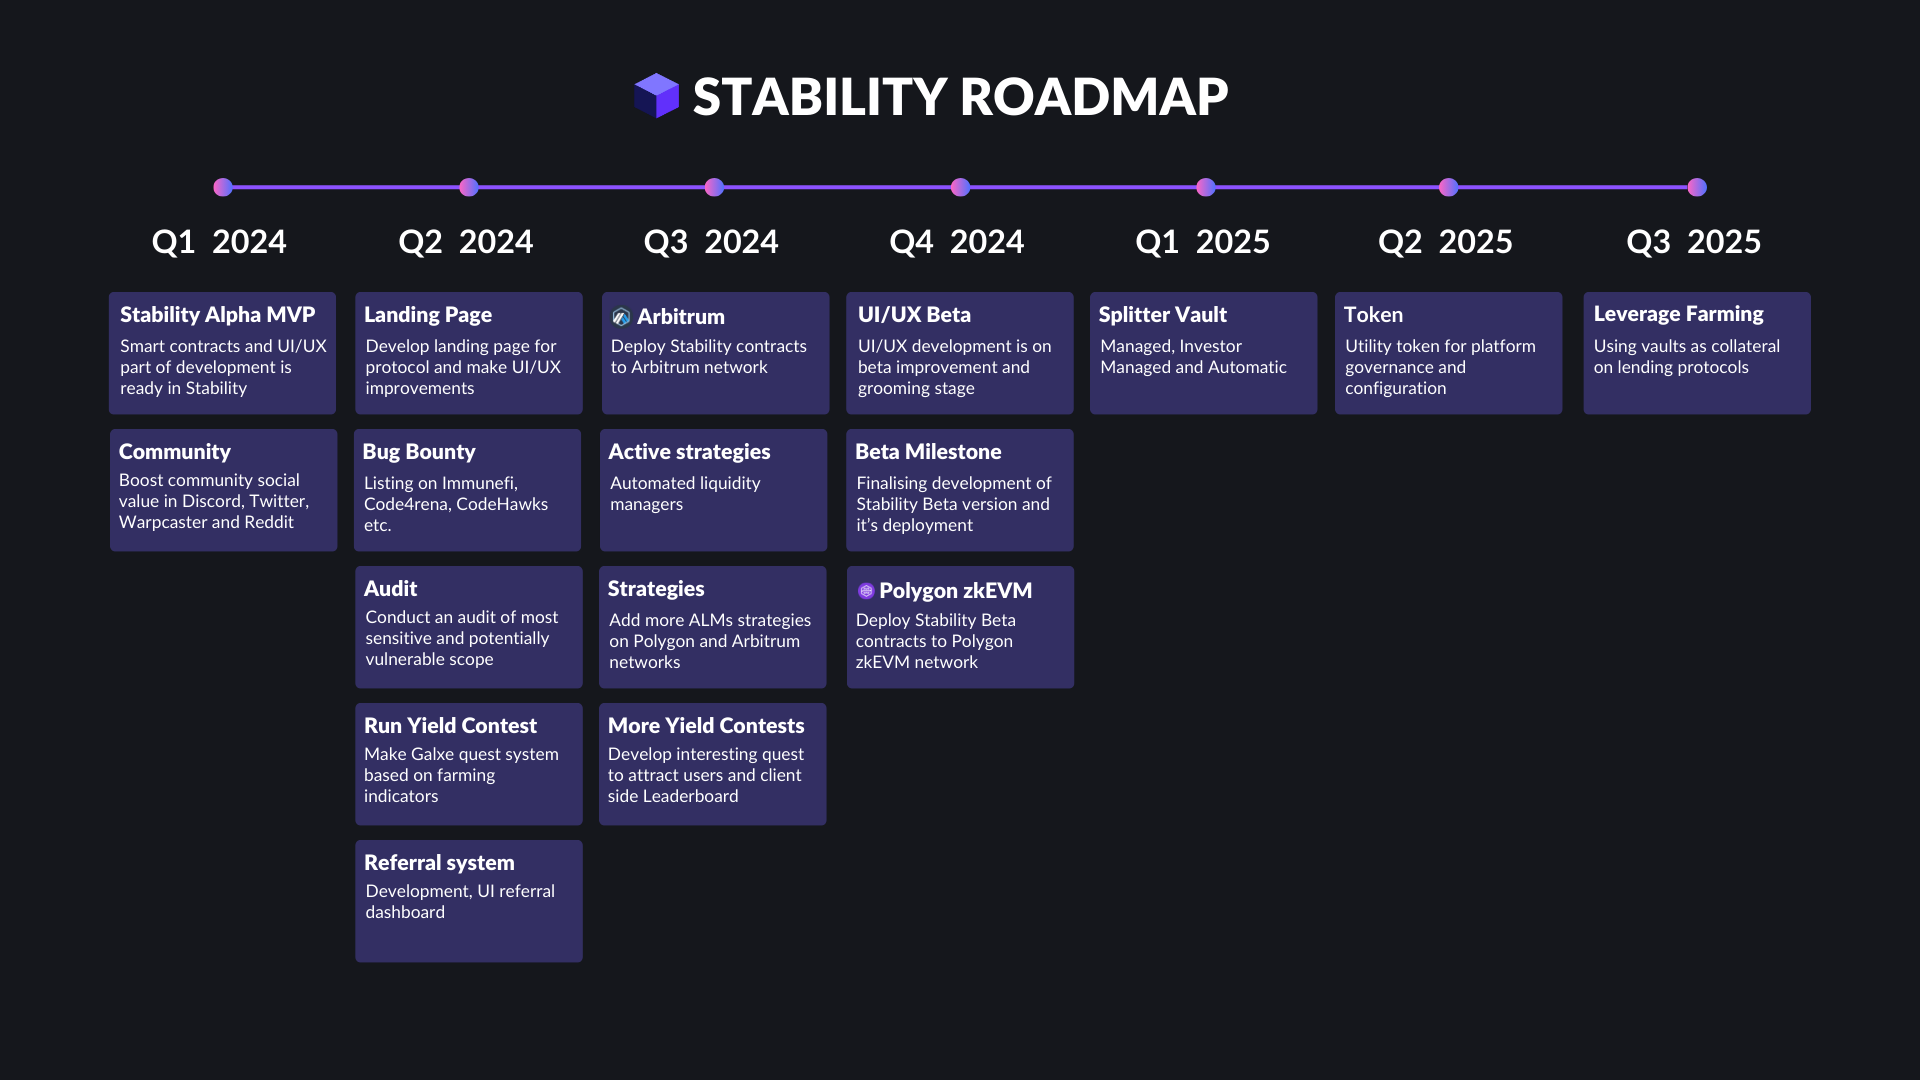 STABILITY ROADMAP
Q1 2024
Q2 2024
Q3 2024
Q4 2024
Q1 2025
Q2 2025
Q3 2025
Stability Alpha MVP
Smart contracts and UI/UX
part of development is
ready in Stability
Community
Boost community social
value in Discord, Twitter,
Warpcaster and Reddit
Landing Page
Develop landing page for
protocol and make UI/UX
improvements
Bug Bounty
Listing on Immunefi,
Code4rena, CodeHawks
etc.
Audit
Conduct an audit of most
sensitive and potentially
vulnerable scope
Run Yield Contest
Make Galxe quest system
based on farming
indicators
Referral system
Development, UI referral
dashboard
Arbitrum
Deploy Stability contracts
to Arbitrum network
Active strategies
Automated liquidity
managers
Strategies
Add more ALMs strategies
on Polygon and Arbitrum
networks
More Yield Contests
Develop interesting quest
to attract users and client
side Leaderboard
UI/UX Beta
UI/UX development is on
beta improvement and
grooming stage
Beta Milestone
Finalising development of
Stability Beta version and
it’s deployment
Polygon zkEVM
Deploy Stability Beta
contracts to Polygon
zkEVM network
Splitter Vault
Managed, Investor
Managed and Automatic
Token
Utility token for platform
governance and
configuration
Leverage Farming
Using vaults as collateral
on lending protocols